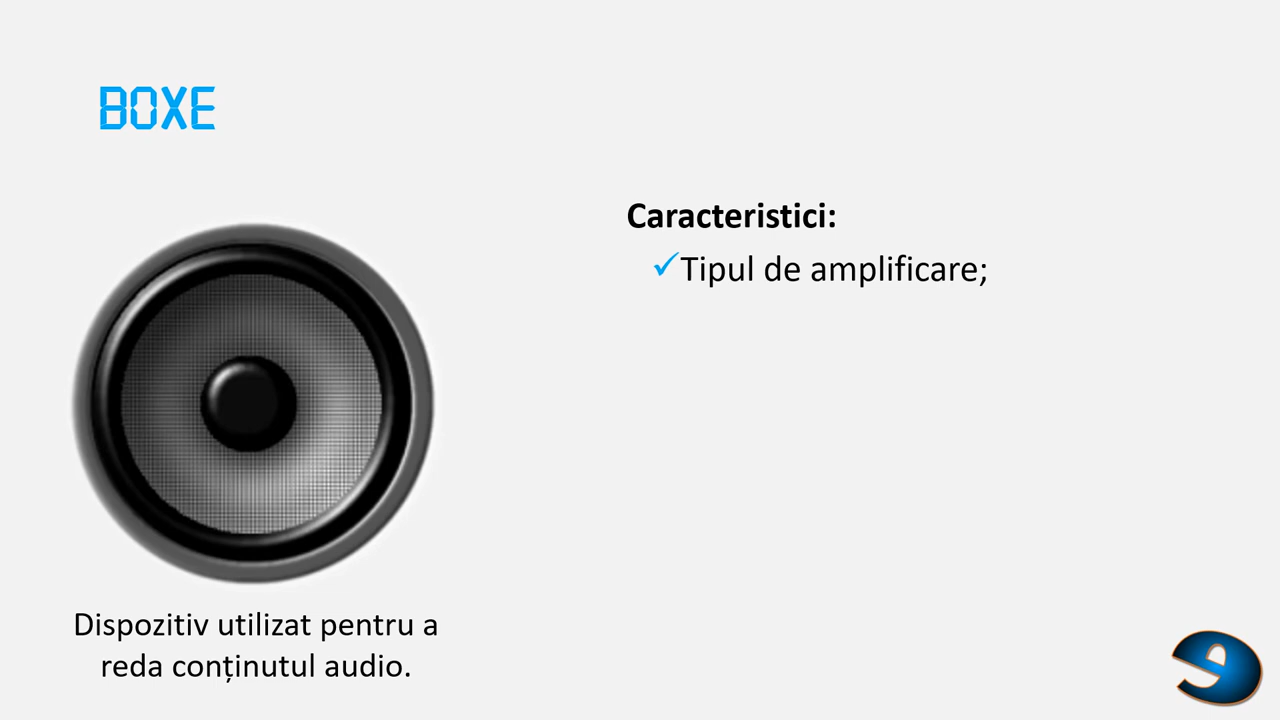 BOXE
Caracteristici:
✓Tipul de amplificare;
Dispozitiv utilizat pentru a
reda conținutul audio.